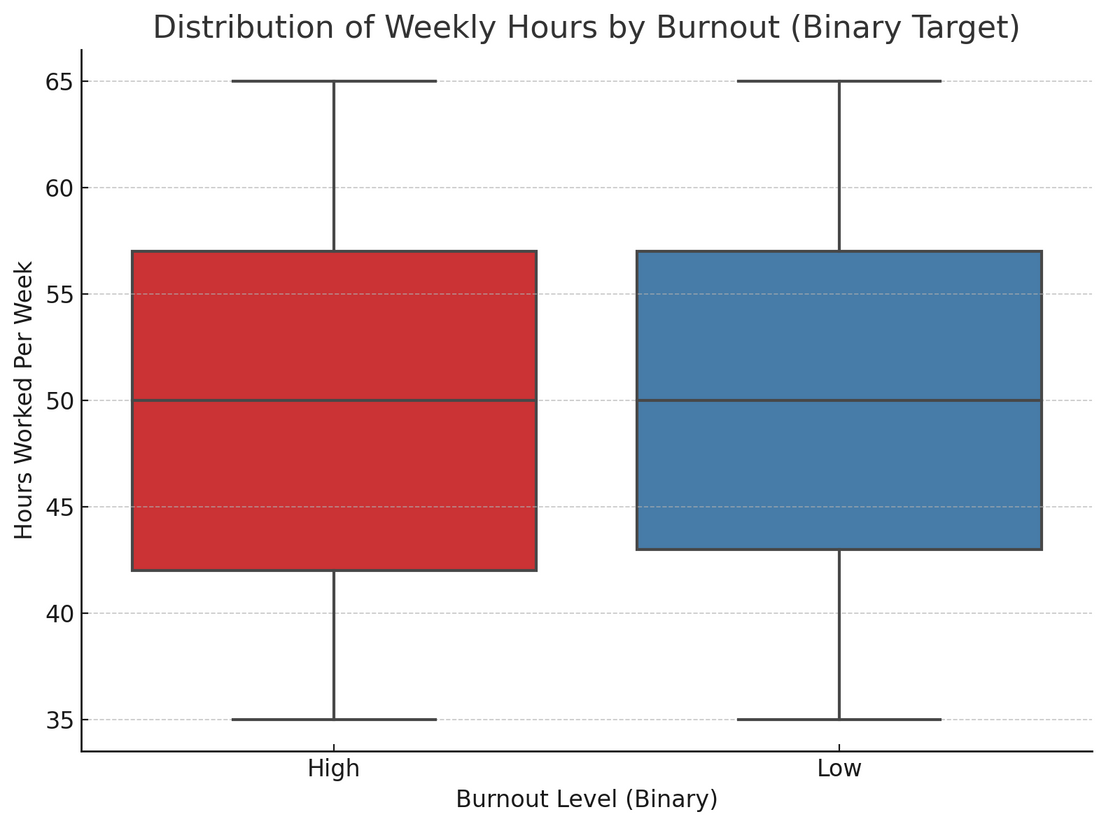 Distribution of Weekly Hours by Burnout (Binary Target)
Hours Worked Per Week
65
60
55
50
45
40
35
High
Low
Burnout Level (Binary)